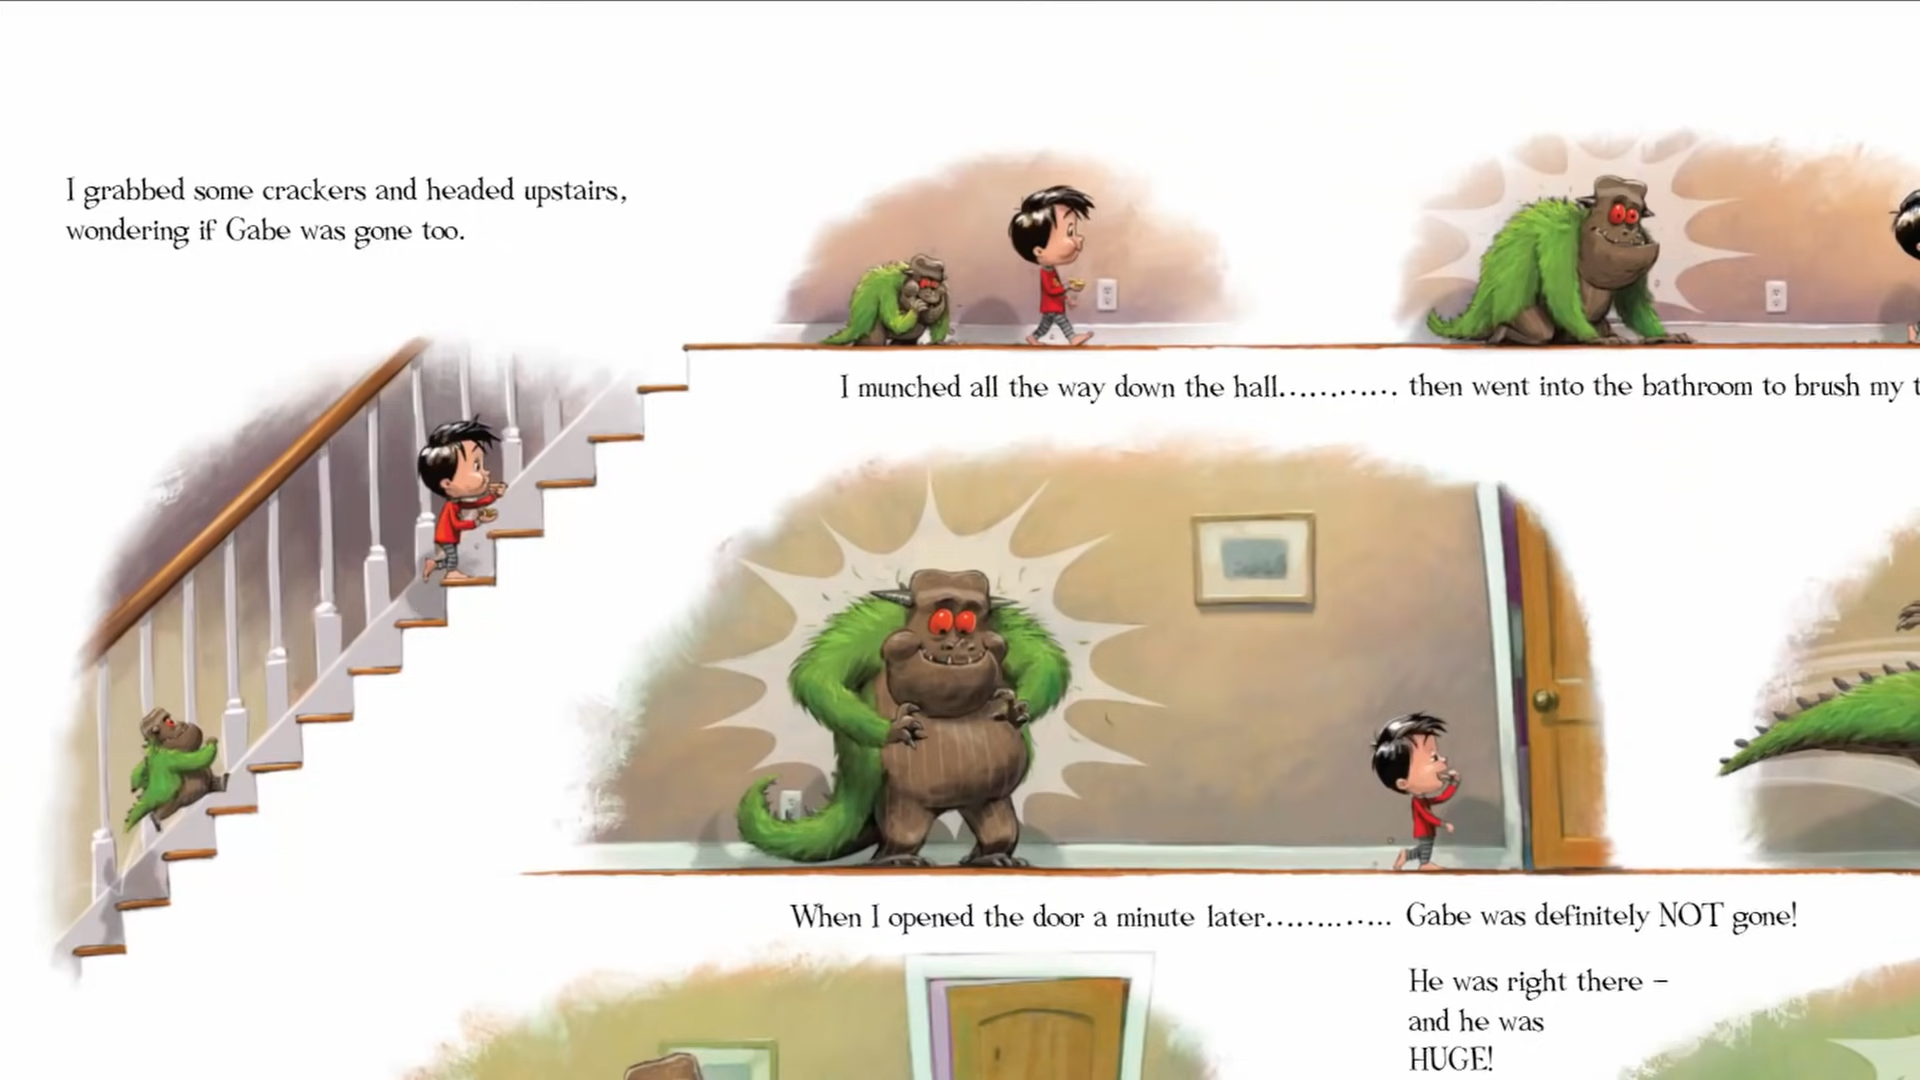 I grabbed some crackers and headed upstairs,
wondering if Gabe was gone too.
I munched all the way down the hall............ then went into the bathroom to brush my
When I opened the door a minute later............. Gabe was definitely NOT gone!
He was right there –
and he was
HUGE!